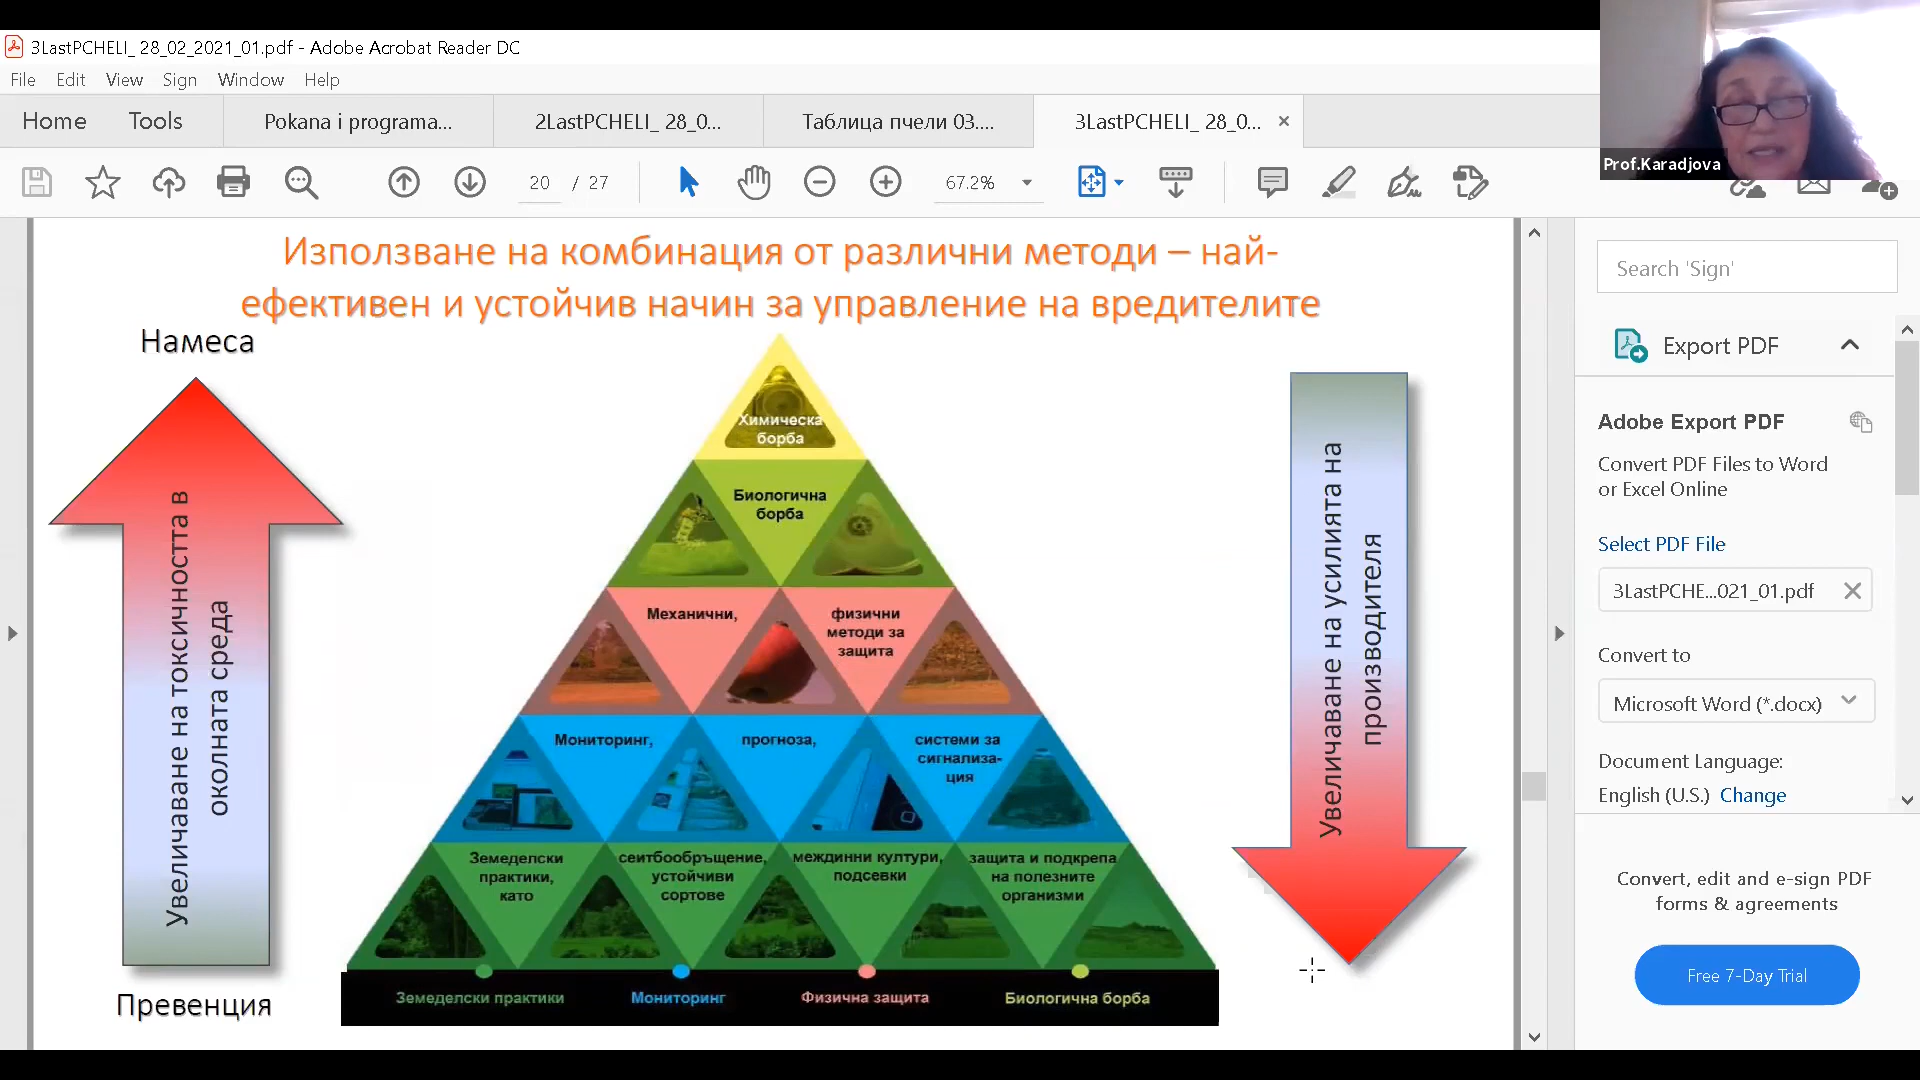 3LastPCHELI_ 28_02_2021_01.pdf - Adobe Acrobat Reader DC
File Edit View Sign Window Help
Home Tools Pokana i programa... 2LastPCHELI_ 28_0... Таблица пчели 03.... 3LastPCHELI_ 28_0...
Prof.Karadjova
20 / 27 67.2%
Използване на комбинация от различни методи – най-
ефективен и устойчив начин за управление на вредителите
Намеса
Увеличаване на токсичността в
околната среда
Превенция
Химическа
борба
Биологична
борба
Механични,
физични
методи за
защита
Мониторинг,
прогноза,
системи за
сигнализа-
ция
Земеделски
практики,
като
сеитбообръщение,
устойчиви
сортове
междинни култури,
подсевки
защита и подкрепа
на полезните
организми
Земеделски практики Мониторинг Физична защита Биологична борба
Увеличаване на усилията на
производителя
Search 'Sign'
Export PDF
Adobe Export PDF
Convert PDF Files to Word
or Excel Online
Select PDF File
3LastPCHE...021_01.pdf
Convert to
Microsoft Word (*.docx)
Document Language:
English (U.S.) Change
Convert, edit and e-sign PDF
forms & agreements
Free 7-Day Trial